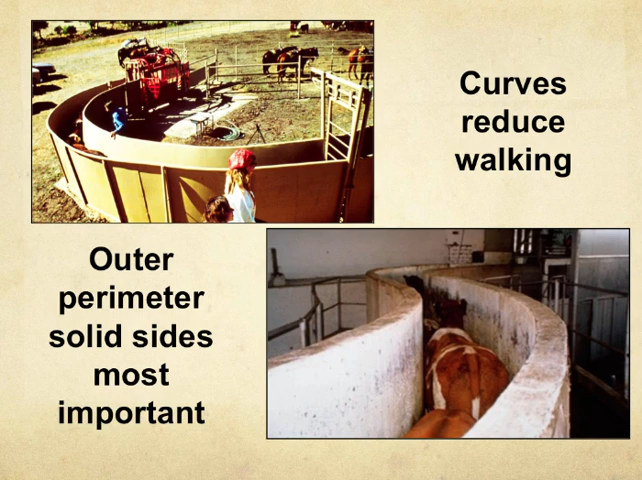 Curves
reduce
walking
Outer
perimeter
solid sides
most
important